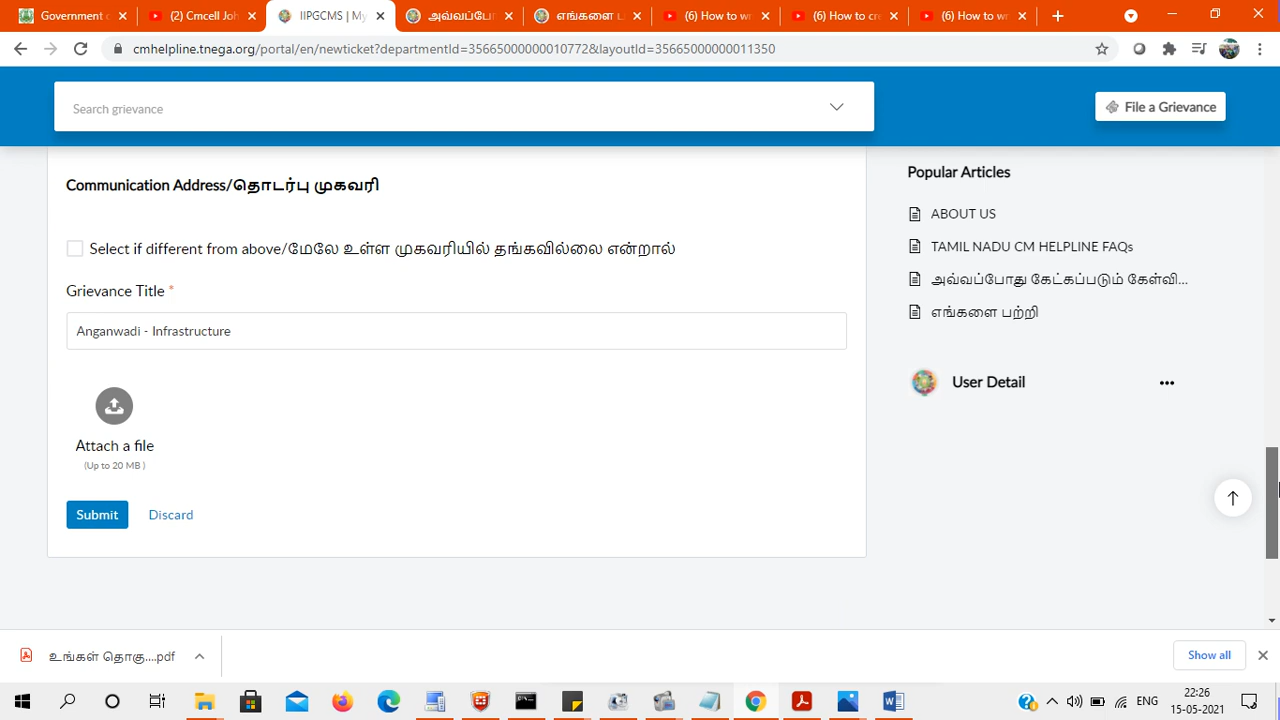 Government o
(2) Cmcell Joh
IIPGCMS | My
அவ்வப்போ
எங்களை ப
(6) How to w
(6) How to cr
(6) How to w
cmhelpline.tnega.org/portal/en/newticket?departmentId=35665000000010772&layoutId=35665000000011350
Search grievance
File a Grievance
Communication Address/தொடர்பு முகவரி
Select if different from above/மேலே உள்ள முகவரியில் தங்கவில்லை என்றால்
Grievance Title *
Anganwadi - Infrastructure
Attach a file
(Up to 20 MB )
Submit Discard
Popular Articles
ABOUT US
TAMIL NADU CM HELPLINE FAQs
அவ்வப்போது கேட்கப்படும் கேள்வி...
எங்களை பற்றி
User Detail
உங்கள் தொகு....pdf
Show all
ENG
22:26
15-05-2021